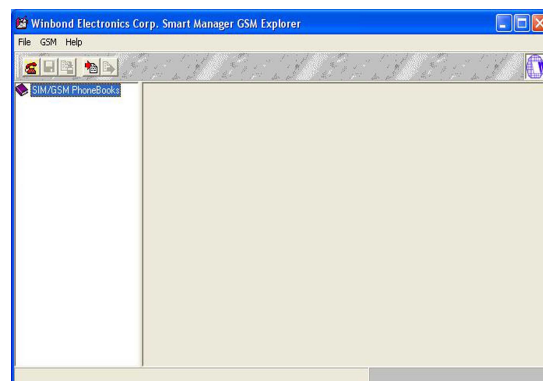 Winbond Electronics Corp. Smart Manager GSM Explorer
File GSM Help
SIM/GSM PhoneBooks